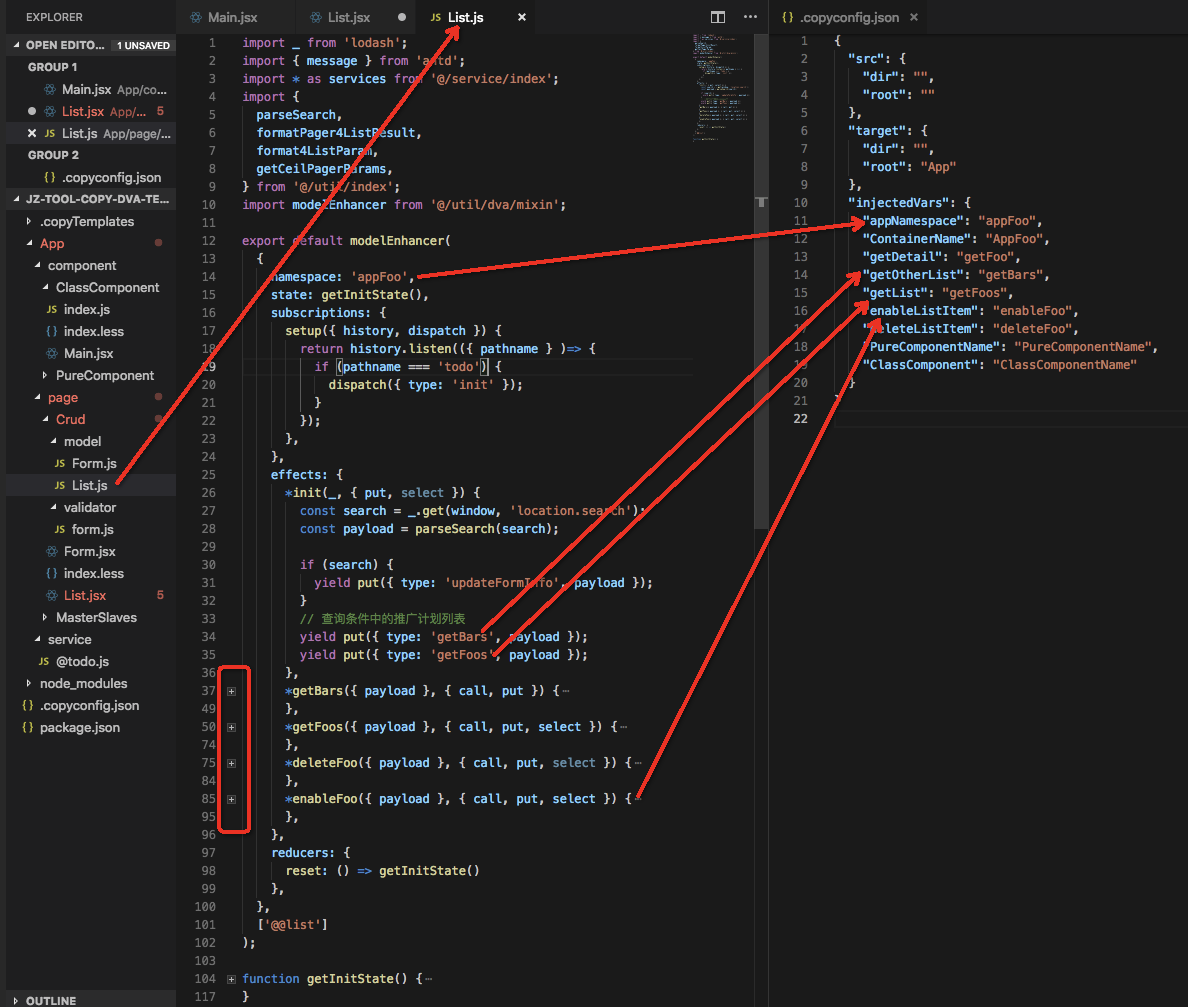 EXPLORER
OPEN EDITO... 1 UNSAVED
GROUP 1
Main.jsx App/co...
List.jsx App/... 5
List.js App/page/...
GROUP 2
.copyconfig.json
JZ-TOOL-COPY-DVA-TE...
.copyTemplates
App
component
ClassComponent
index.js
index.less
Main.jsx
PureComponent
page
Crud
model
Form.js
List.js
validator
form.js
Form.jsx
index.less
List.jsx 5
MasterSlaves
service
@todo.js
node_modules
.copyconfig.json
package.json
OUTLINE
Main.jsx
List.jsx
List.js
1 import _ from 'lodash';
2 import { message } from 'antd';
3 import * as services from '@/service/index';
4 import {
5 parseSearch,
6 formatPager4ListResult,
7 format4ListParam,
8 getCeilPagerParams,
9 } from '@/util/index';
10 import modelEnhancer from '@/util/dva/mixin';
11
12 export default modelEnhancer(
13 {
14 namespace: 'appFoo',
15 state: getInitState(),
16 subscriptions: {
17 setup({ history, dispatch }) {
18 return history.listen(({ pathname } )=> {
19 if (pathname === 'todo') {
20 dispatch({ type: 'init' });
21 }
22 });
23 },
24 },
25 effects: {
26 *init(_, { put, select }) {
27 const search = _.get(window, 'location.search');
28 const payload = parseSearch(search);
29
30 if (search) {
31 yield put({ type: 'updateFormInfo', payload });
32 }
33 // 查询条件中的推广计划列表
34 yield put({ type: 'getBars', payload });
35 yield put({ type: 'getFoos', payload });
36 },
37 *getBars({ payload }, { call, put }) {…
49 },
50 *getFoos({ payload }, { call, put, select }) {…
74 },
75 *deleteFoo({ payload }, { call, put, select }) {…
84 },
85 *enableFoo({ payload }, { call, put, select }) {…
95 },
96 },
97 reducers: {
98 reset: () => getInitState()
99 },
100 },
101 ['@@list']
102 );
103
104 function getInitState() {…
117 }
.copyconfig.json
1 {
2 "src": {
3 "dir": "",
4 "root": ""
5 },
6 "target": {
7 "dir": "",
8 "root": "App"
9 },
10 "injectedVars": {
11 "appNamespace": "appFoo",
12 "ContainerName": "AppFoo",
13 "getDetail": "getFoo",
14 "getOtherList": "getBars",
15 "getList": "getFoos",
16 "enableListItem": "enableFoo",
17 "deleteListItem": "deleteFoo",
18 "PureComponentName": "PureComponentName",
19 "ClassComponent": "ClassComponentName"
20 }
21 }
22